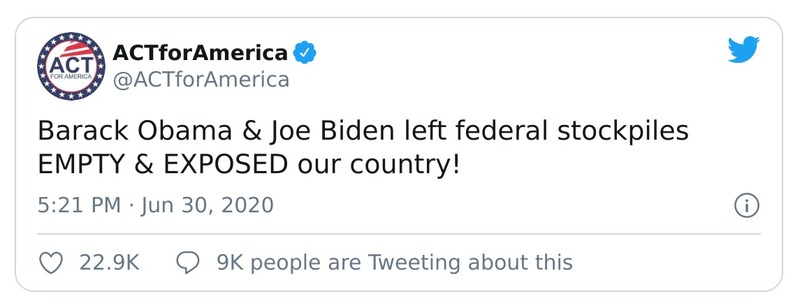 ACT
FOR AMERICA
ACTforAmerica
@ACTforAmerica
Barack Obama & Joe Biden left federal stockpiles
EMPTY & EXPOSED our country!
5:21 PM · Jun 30, 2020
22.9K 9K people are Tweeting about this